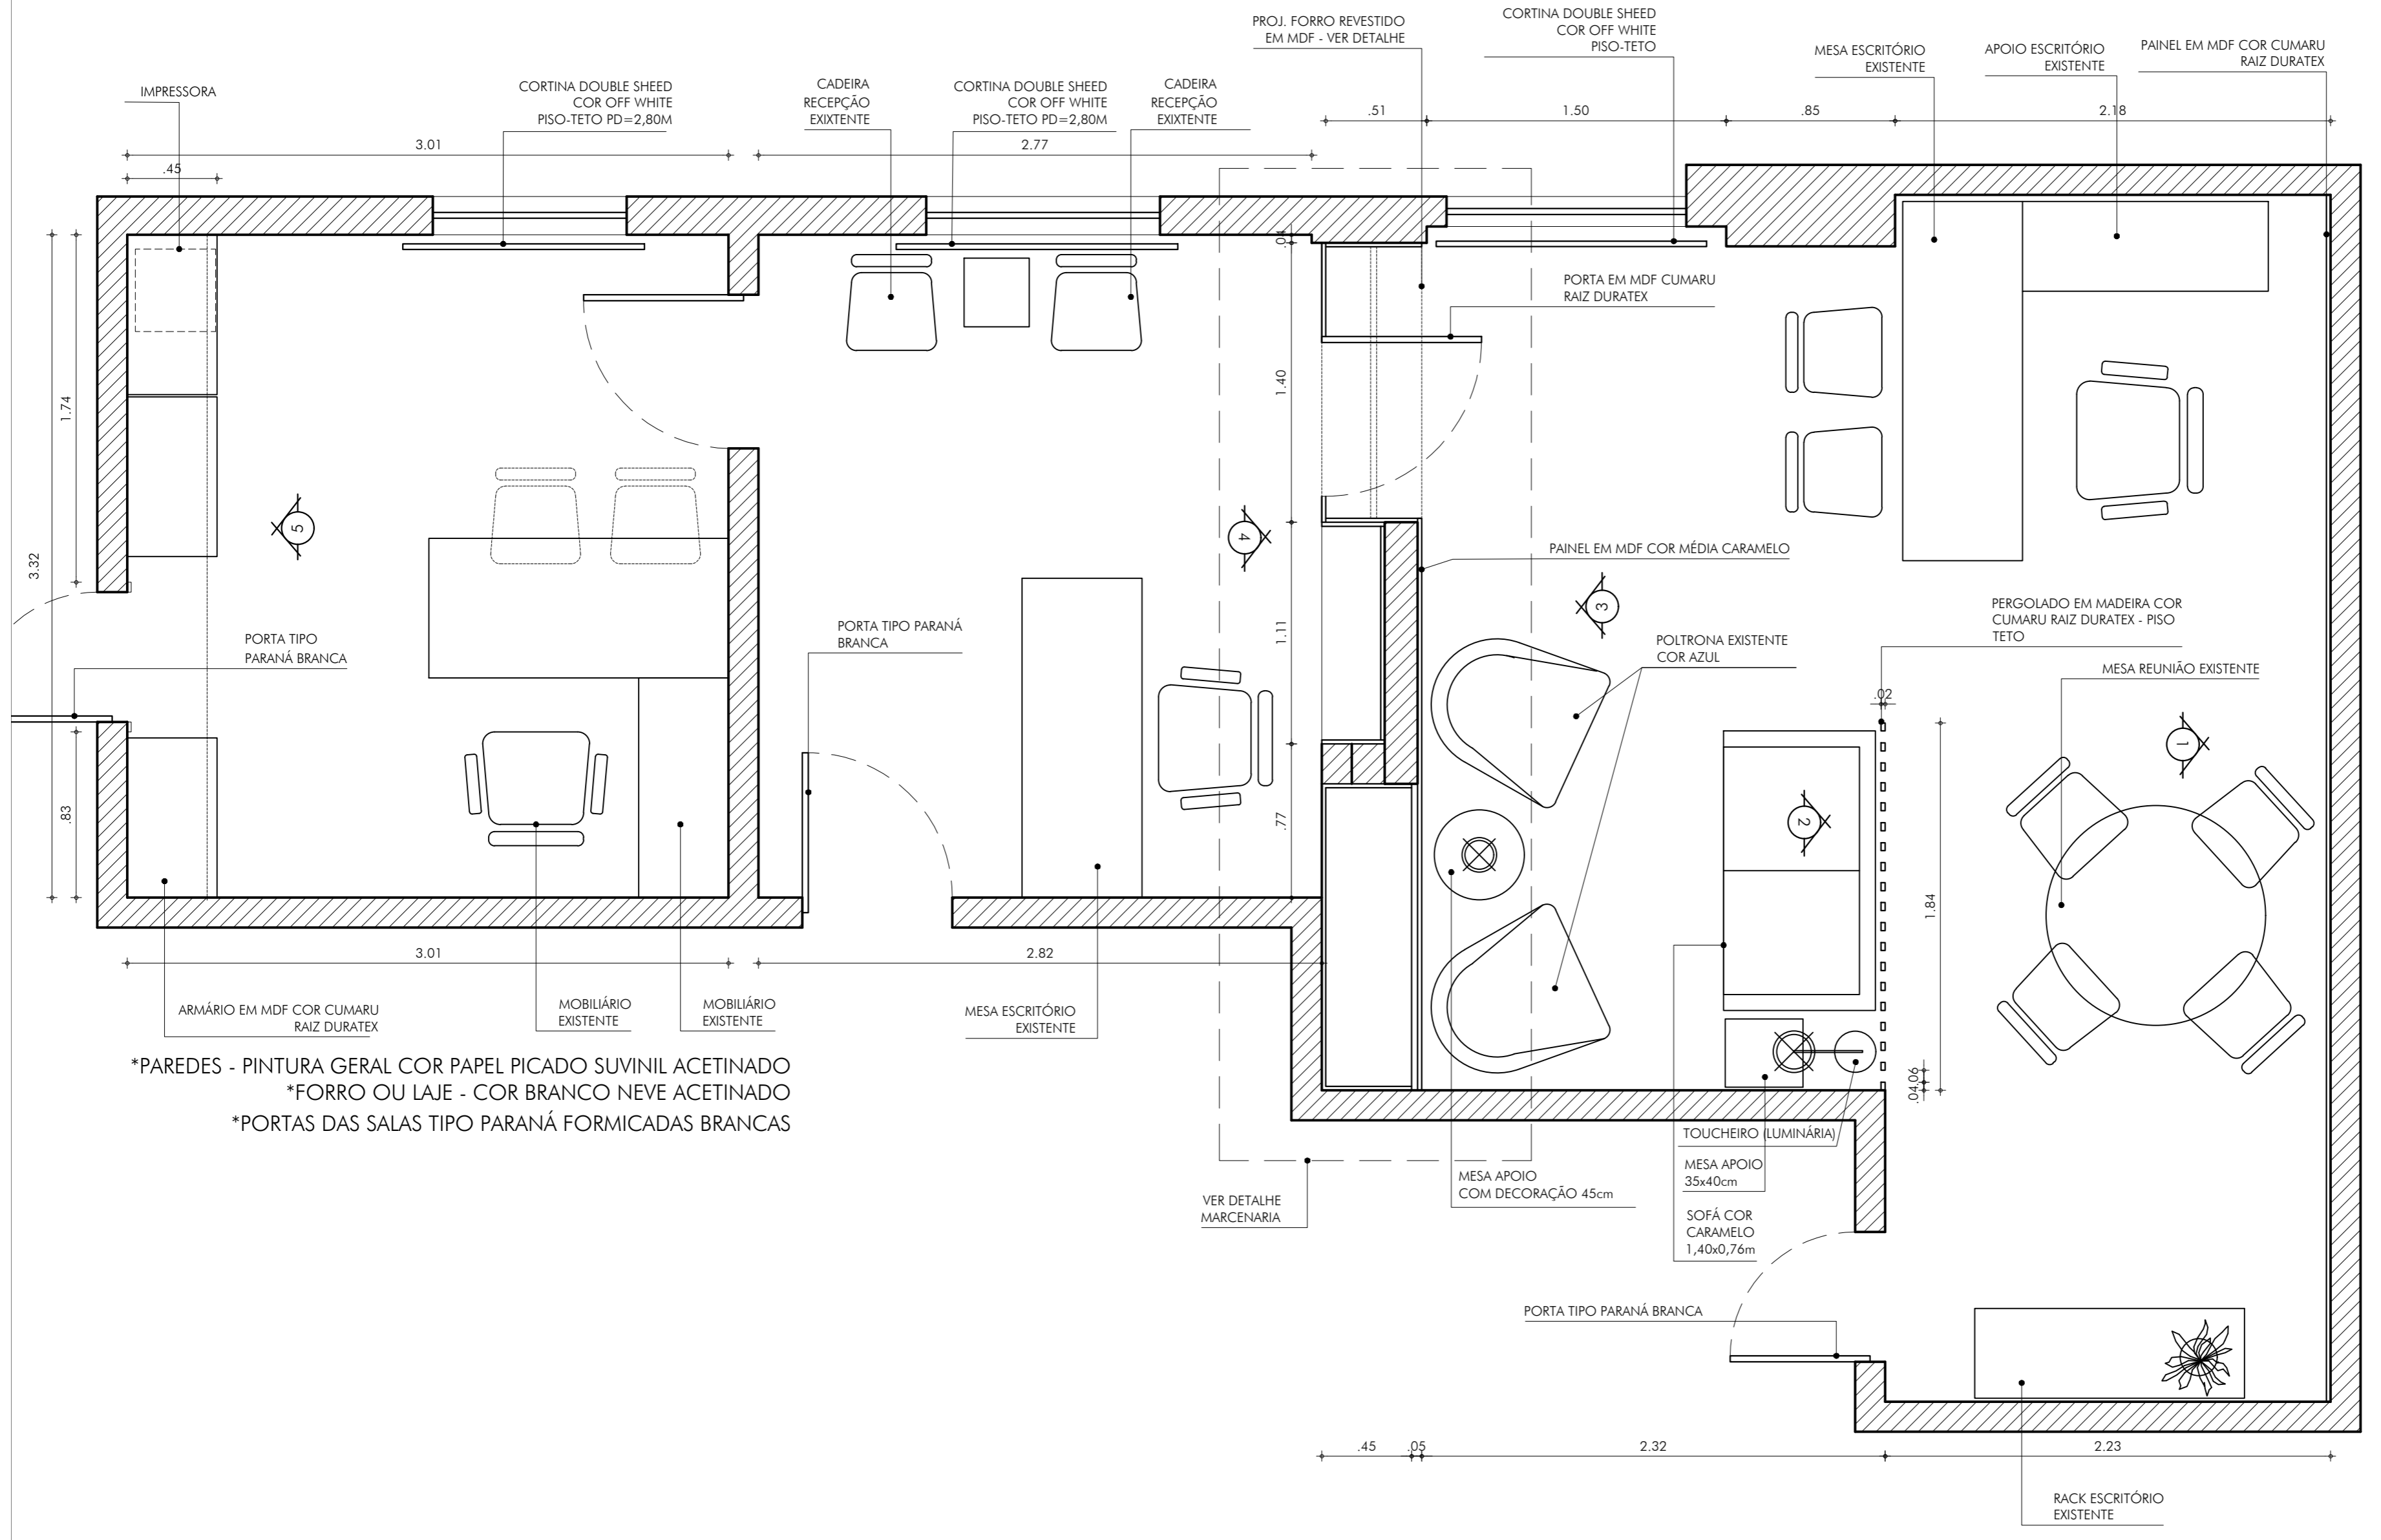 PROJ. FORRO REVESTIDO
EM MDF - VER DETALHE
CORTINA DOUBLE SHEED
COR OFF WHITE
PISO-TETO
MESA ESCRITÓRIO
EXISTENTE
APOIO ESCRITÓRIO
EXISTENTE
PAINEL EM MDF COR CUMARU
RAIZ DURATEX
IMPRESSORA
CORTINA DOUBLE SHEED
COR OFF WHITE
PISO-TETO PD=2,80M
CADEIRA
RECEPÇÃO
EXIXTENTE
CORTINA DOUBLE SHEED
COR OFF WHITE
PISO-TETO PD=2,80M
CADEIRA
RECEPÇÃO
EXIXTENTE
.51
1.50
.85
2.18
3.01
2.77
.45
.04
PORTA EM MDF CUMARU
RAIZ DURATEX
1.74
1.40
3.32
5
4
PAINEL EM MDF COR MÉDIA CARAMELO
3
PERGOLADO EM MADEIRA COR
CUMARU RAIZ DURATEX - PISO
TETO
PORTA TIPO
PARANÁ BRANCA
PORTA TIPO PARANÁ
BRANCA
1.11
POLTRONA EXISTENTE
COR AZUL
MESA REUNIÃO EXISTENTE
.02
1
.83
.77
2
1.84
3.01
2.82
ARMÁRIO EM MDF COR CUMARU
RAIZ DURATEX
MOBILIÁRIO
EXISTENTE
MOBILIÁRIO
EXISTENTE
MESA ESCRITÓRIO
EXISTENTE
.04
.06
*PAREDES - PINTURA GERAL COR PAPEL PICADO SUVINIL ACETINADO
*FORRO OU LAJE - COR BRANCO NEVE ACETINADO
*PORTAS DAS SALAS TIPO PARANÁ FORMICADAS BRANCAS
TOUCHEIRO (LUMINÁRIA)
MESA APOIO
35x40cm
MESA APOIO
COM DECORAÇÃO 45cm
VER DETALHE
MARCENARIA
SOFÁ COR
CARAMELO
1,40x0,76m
PORTA TIPO PARANÁ BRANCA
.45
.05
2.32
2.23
RACK ESCRITÓRIO
EXISTENTE